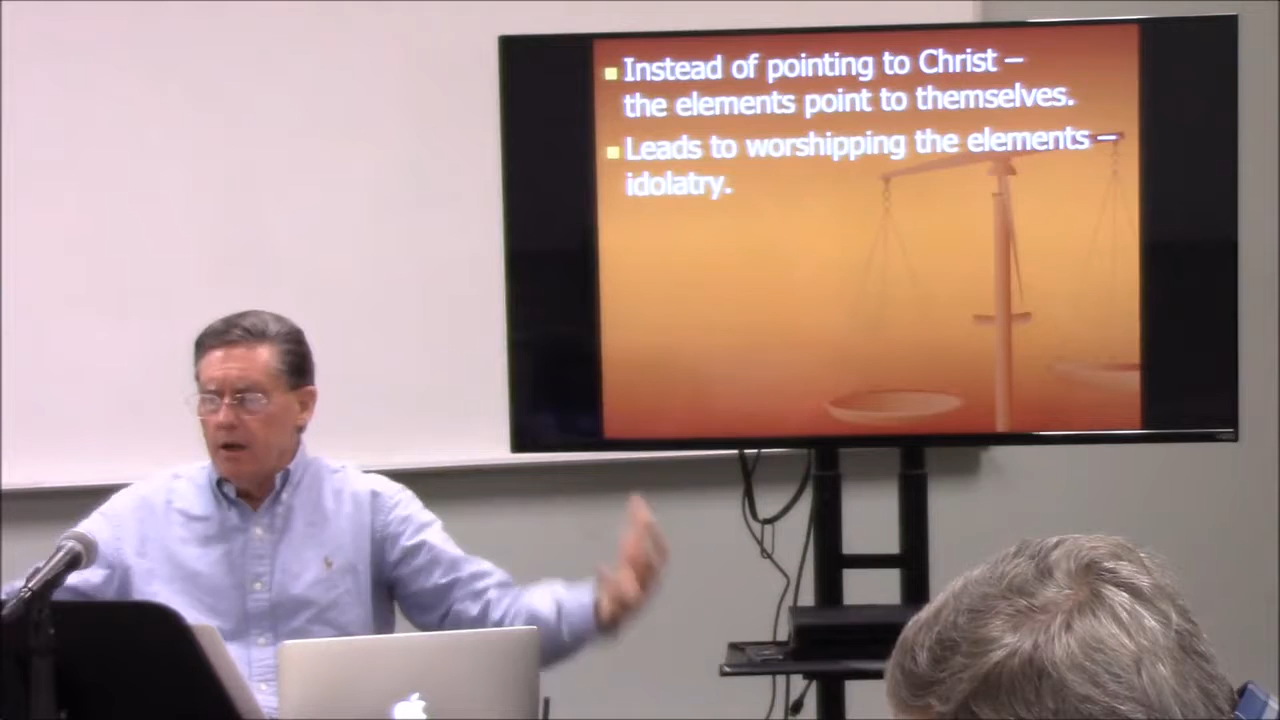 Instead of pointing to Christ –
the elements point to themselves.
Leads to worshipping the elements –
idolatry.